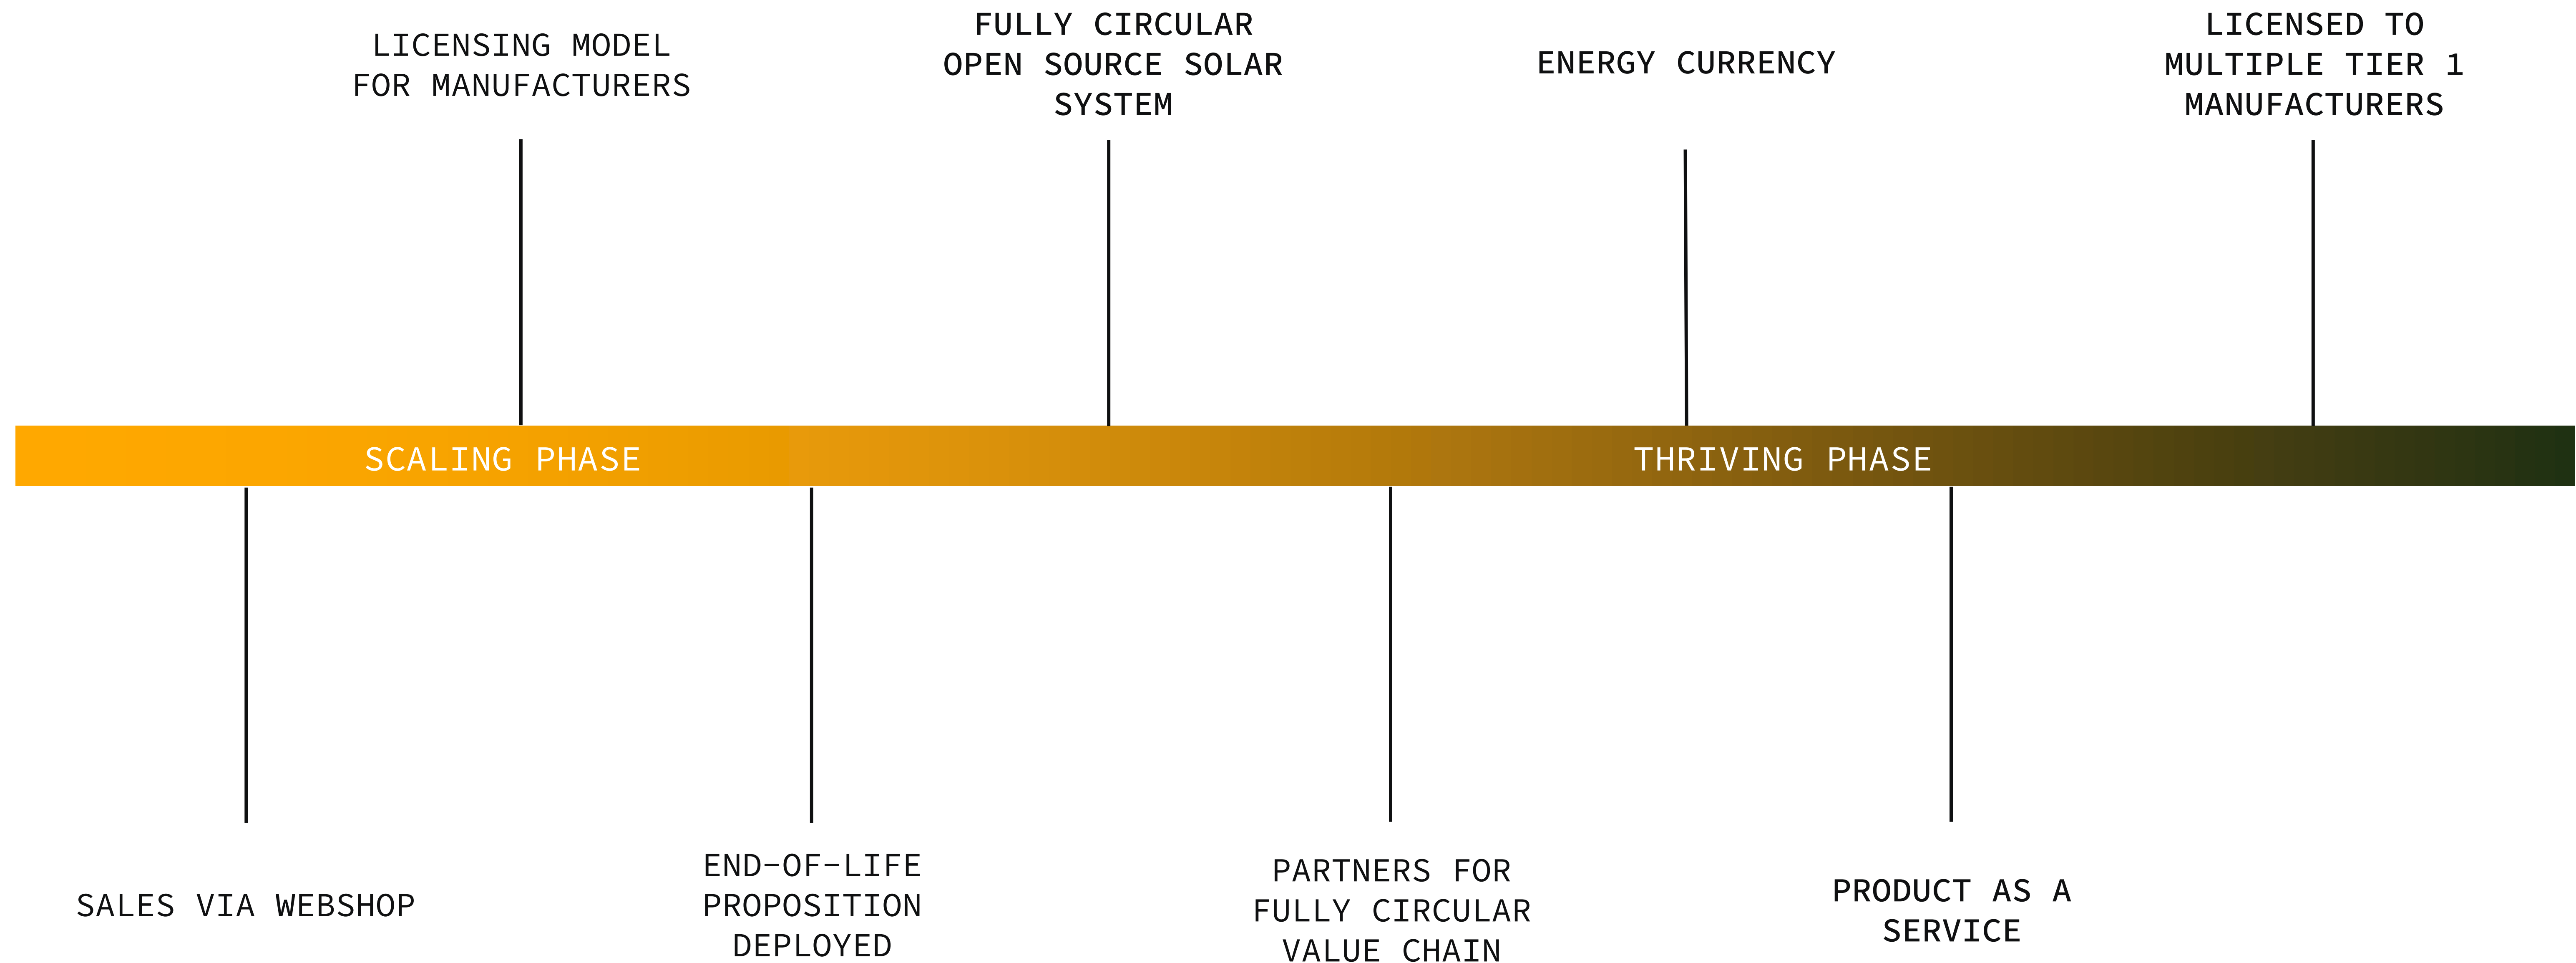 LICENSING MODEL
FOR MANUFACTURERS
FULLY CIRCULAR
OPEN SOURCE SOLAR
SYSTEM
ENERGY CURRENCY
LICENSED TO
MULTIPLE TIER 1
MANUFACTURERS
SCALING PHASE
THRIVING PHASE
SALES VIA WEBSHOP
END-OF-LIFE
PROPOSITION
DEPLOYED
PARTNERS FOR
FULLY CIRCULAR
VALUE CHAIN
PRODUCT AS A
SERVICE